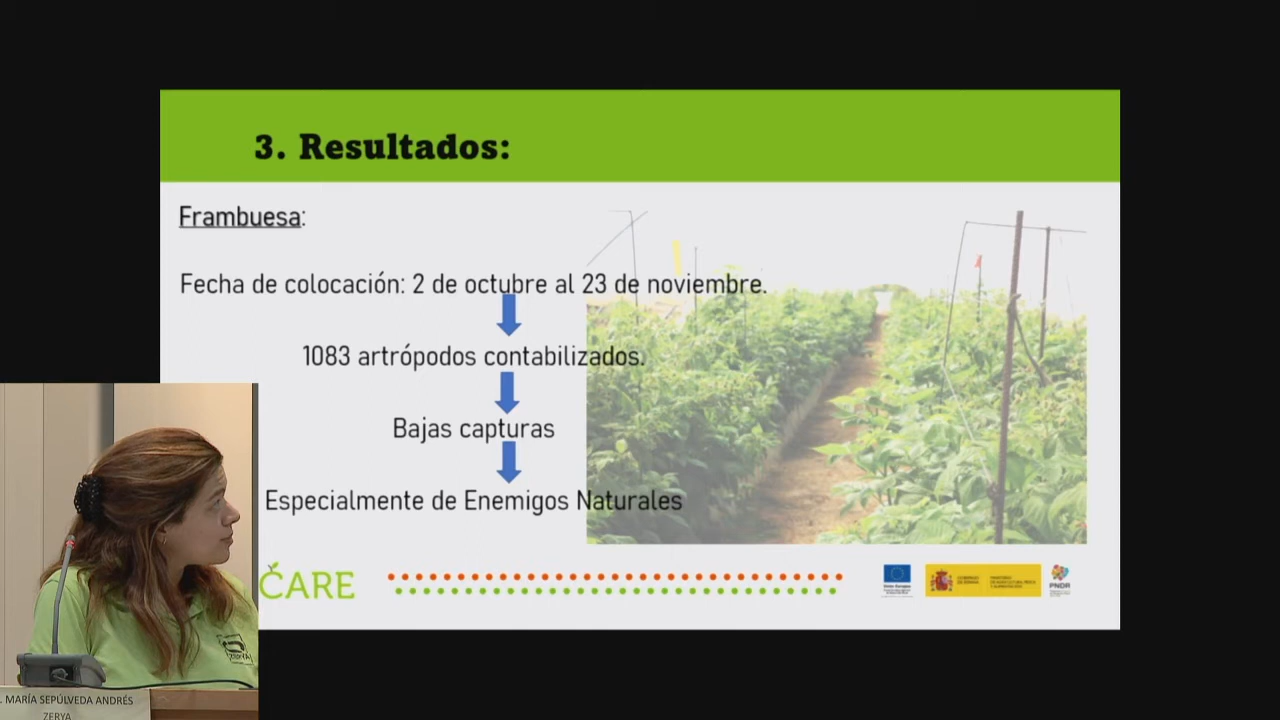 3. Resultados:
Frambuesa:
Fecha de colocación: 2 de octubre al 23 de noviembre.
1083 artrópodos contabilizados.
Bajas capturas
Especialmente de Enemigos Naturales
CARE
PNDR
. MARÍA SEPÚLVEDA ANDRÉS
ZERYA